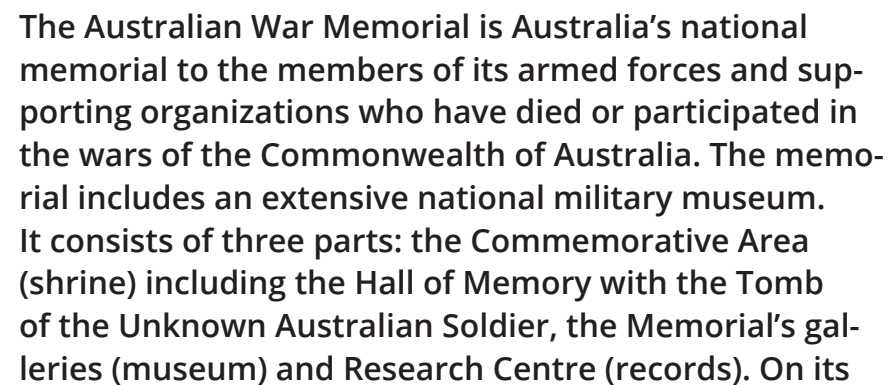 The Australian War Memorial is Australia’s national
memorial to the members of its armed forces and sup-
porting organizations who have died or participated in
the wars of the Commonwealth of Australia. The memo-
rial includes an extensive national military museum.
It consists of three parts: the Commemorative Area
(shrine) including the Hall of Memory with the Tomb
of the Unknown Australian Soldier, the Memorial’s gal-
leries (museum) and Research Centre (records). On its